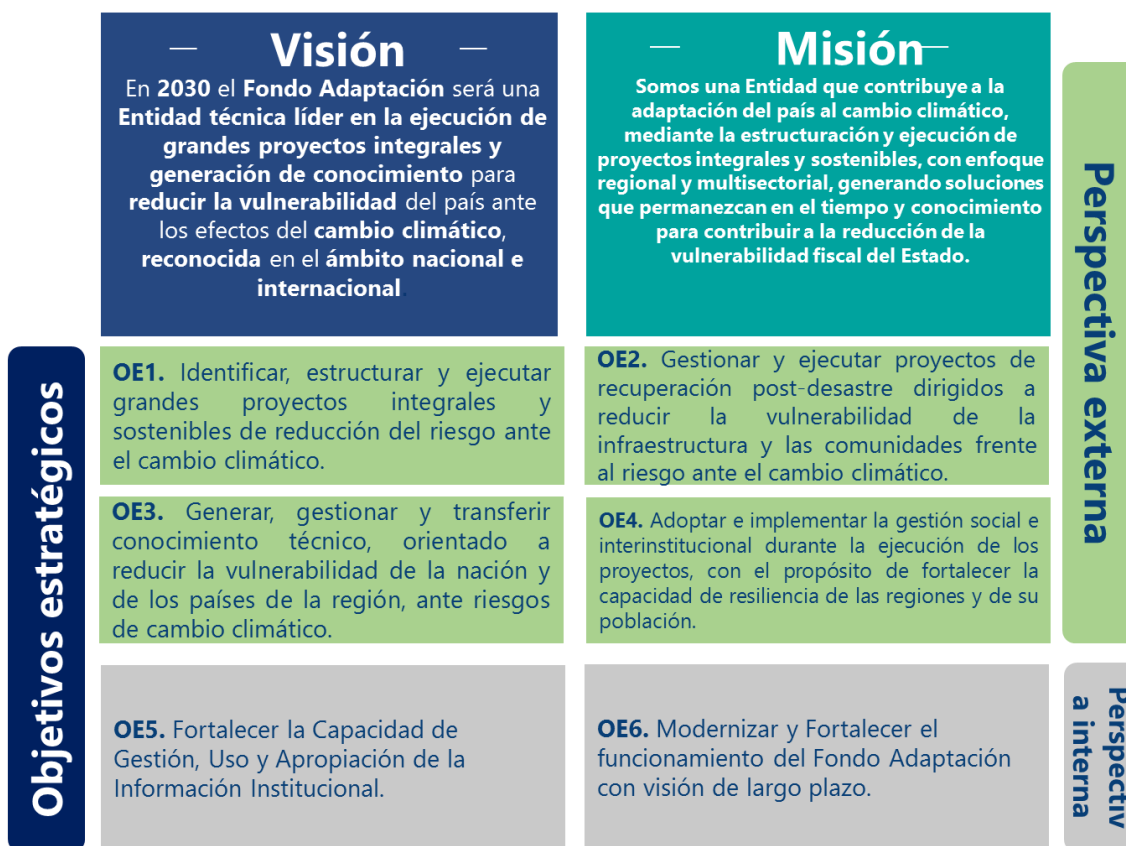 Visión
En 2030 el Fondo Adaptación será una
Entidad técnica líder en la ejecución de
grandes proyectos integrales y
generación de conocimiento para
reducir la vulnerabilidad del país ante
los efectos del cambio climático,
reconocida en el ámbito nacional e
internacional
Misión
Somos una Entidad que contribuye a la
adaptación del país al cambio climático,
mediante la estructuración y ejecución de
proyectos integrales y sostenibles, con enfoque
regional y multisectorial, generando soluciones
que permanezcan en el tiempo y conocimiento
para contribuir a la reducción de la
vulnerabilidad fiscal del Estado.
Perspectiva externa
Objetivos estratégicos
OE1. Identificar, estructurar y ejecutar
grandes proyectos integrales y
sostenibles de reducción del riesgo ante
el cambio climático.
OE2. Gestionar y ejecutar proyectos de
recuperación post-desastre dirigidos a
reducir la vulnerabilidad de la
infraestructura y las comunidades frente
al riesgo ante el cambio climático.
OE3. Generar, gestionar y transferir
conocimiento técnico, orientado a
reducir la vulnerabilidad de la nación y
de los países de la región, ante riesgos
de cambio climático.
OE4. Adoptar e implementar la gestión social e
interinstitucional durante la ejecución de los
proyectos, con el propósito de fortalecer la
capacidad de resiliencia de las regiones y de su
población.
OE5. Fortalecer la Capacidad de
Gestión, Uso y Apropiación de la
Información Institucional.
OE6. Modernizar y Fortalecer el
funcionamiento del Fondo Adaptación
con visión de largo plazo.
Perspectiv
a interna